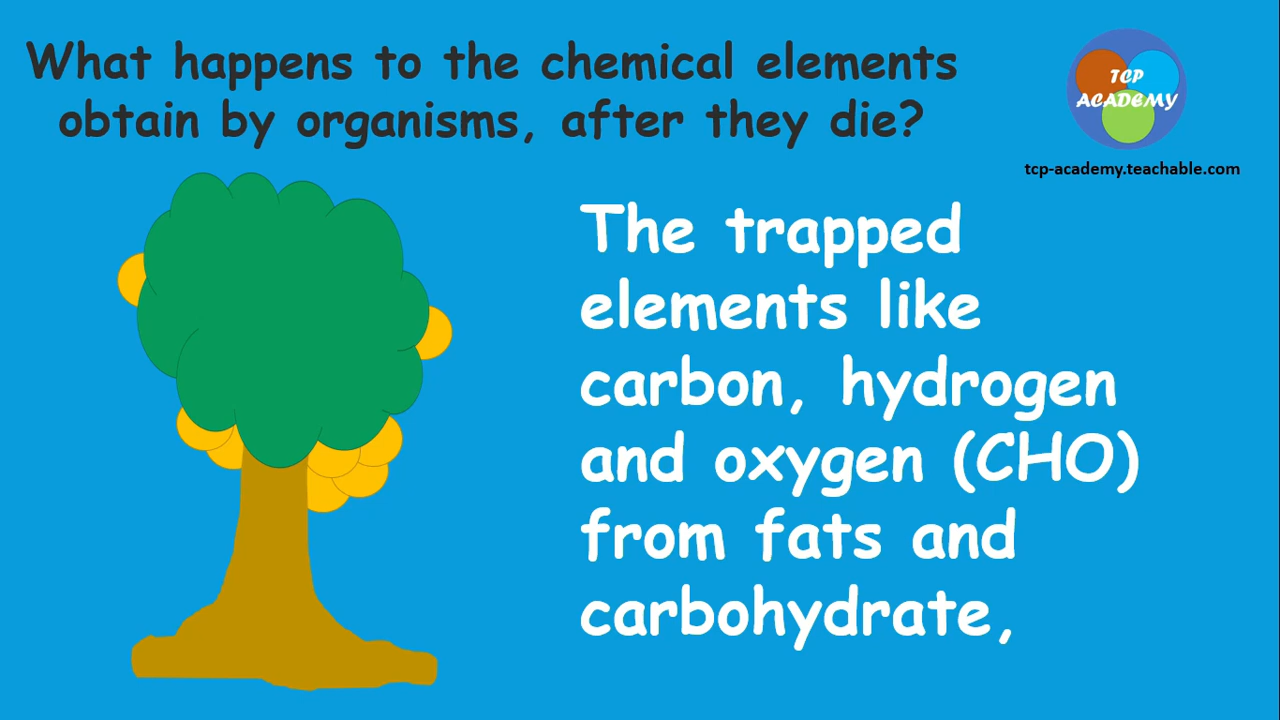 What happens to the chemical elements
obtain by organisms, after they die?
TCP
ACADEMY
tcp-academy.teachable.com
The trapped
elements like
carbon, hydrogen
and oxygen (CHO)
from fats and
carbohydrate,